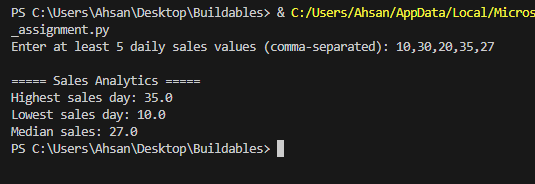 PS C:\Users\Ahsan\Desktop\Buildables> & C:/Users/Ahsan/AppData/Local/Micros
_assignment.py
Enter at least 5 daily sales values (comma-separated): 10,30,20,35,27
===== Sales Analytics =====
Highest sales day: 35.0
Lowest sales day: 10.0
Median sales: 27.0
PS C:\Users\Ahsan\Desktop\Buildables>